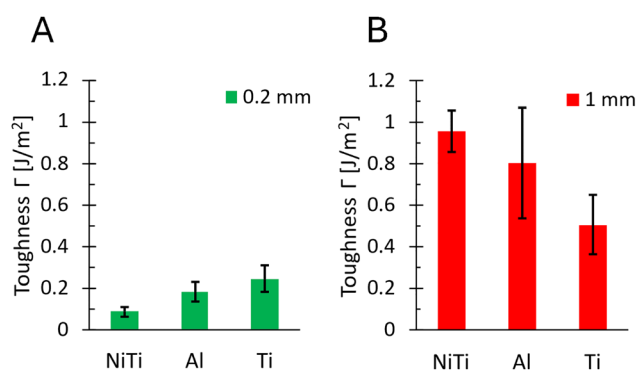 A
Toughness Γ [J/m²]
1.2
1
0.8
0.6
0.4
0.2
0
0.2 mm
NiTi Al Ti
B
Toughness Γ [J/m²]
1.2
1
0.8
0.6
0.4
0.2
0
1 mm
NiTi Al Ti